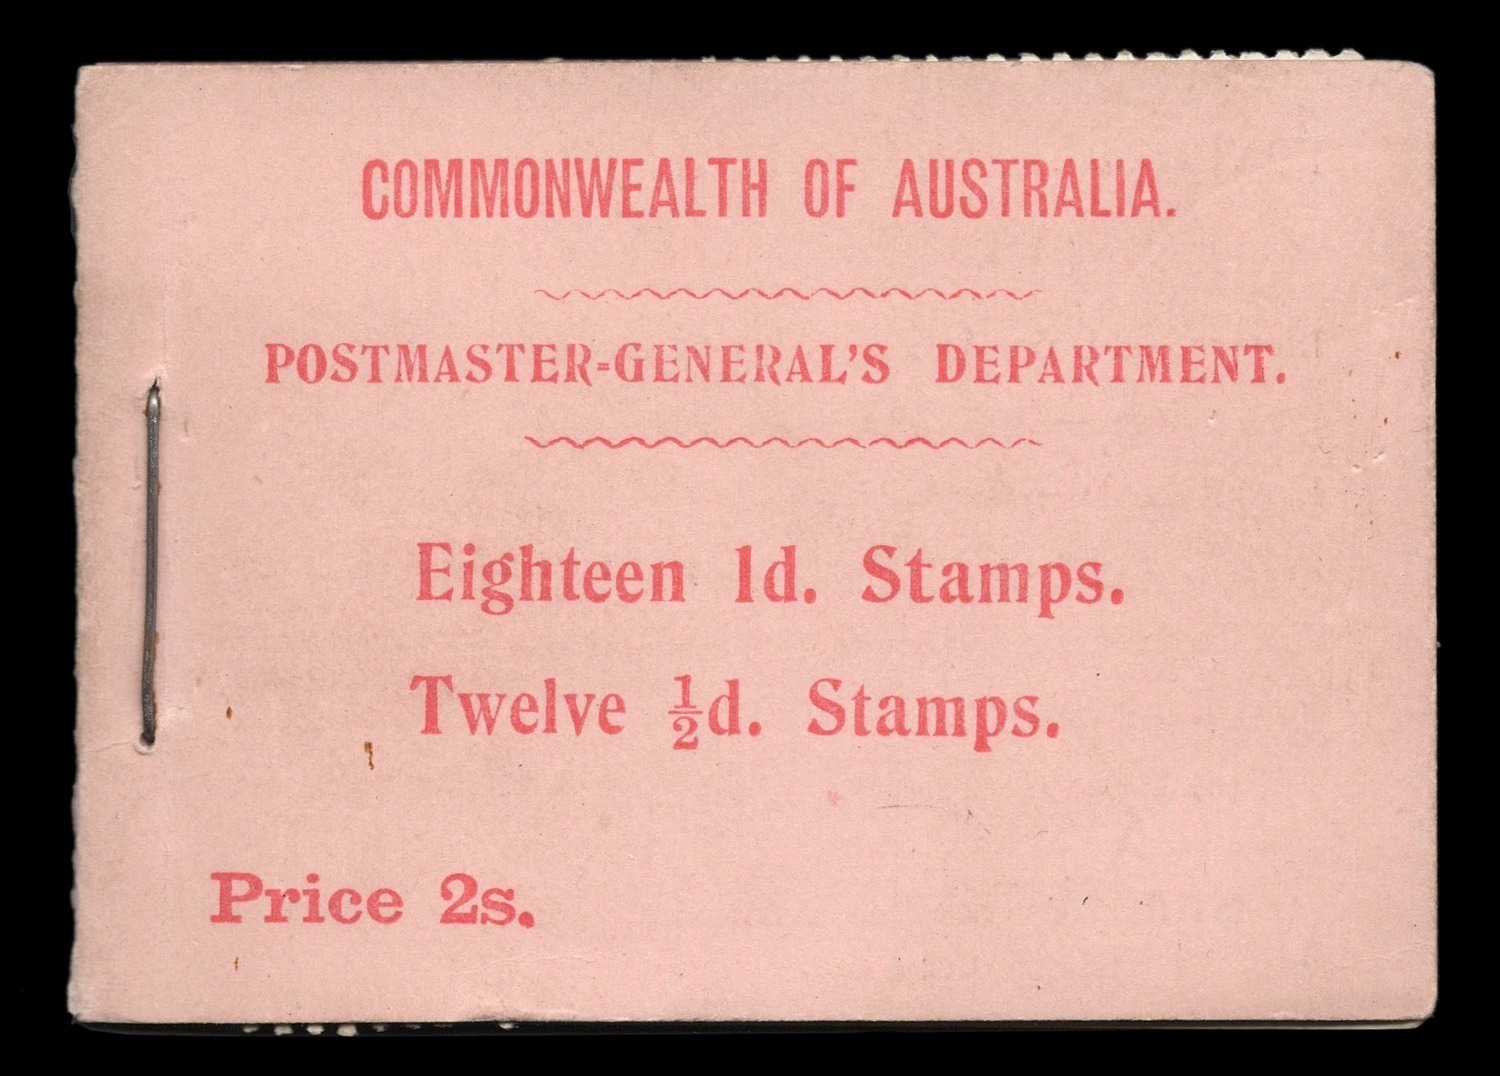 COMMONWEALTH OF AUSTRALIA.
POSTMASTER-GENERAL'S DEPARTMENT.
Eighteen 1d. Stamps.
Twelve ½d. Stamps.
Price 2s.